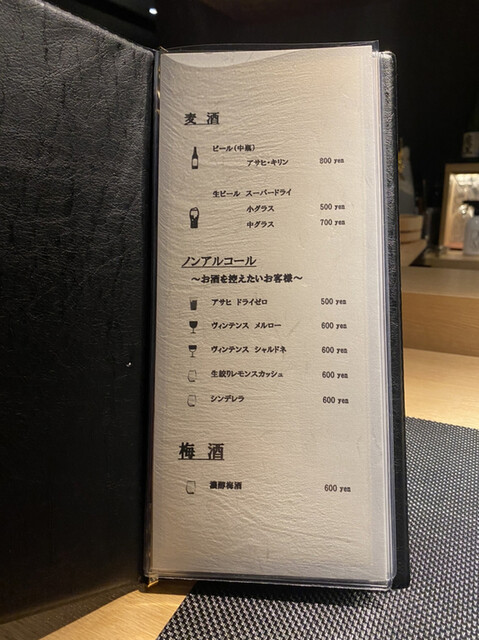 麦酒
ビール(中瓶)
アサヒ・キリン 800 yen
生ビール スーパードライ
小グラス 500 yen
中グラス 700 yen
ノンアルコール
～お酒を控えたいお客様～
アサヒ ドライゼロ 500 yen
ヴィンテンス メルロー 600 yen
ヴィンテンス シャルドネ 600 yen
生絞りレモンスカッシュ 600 yen
シンデレラ 600 yen
梅酒
濃醇梅酒 600 yen